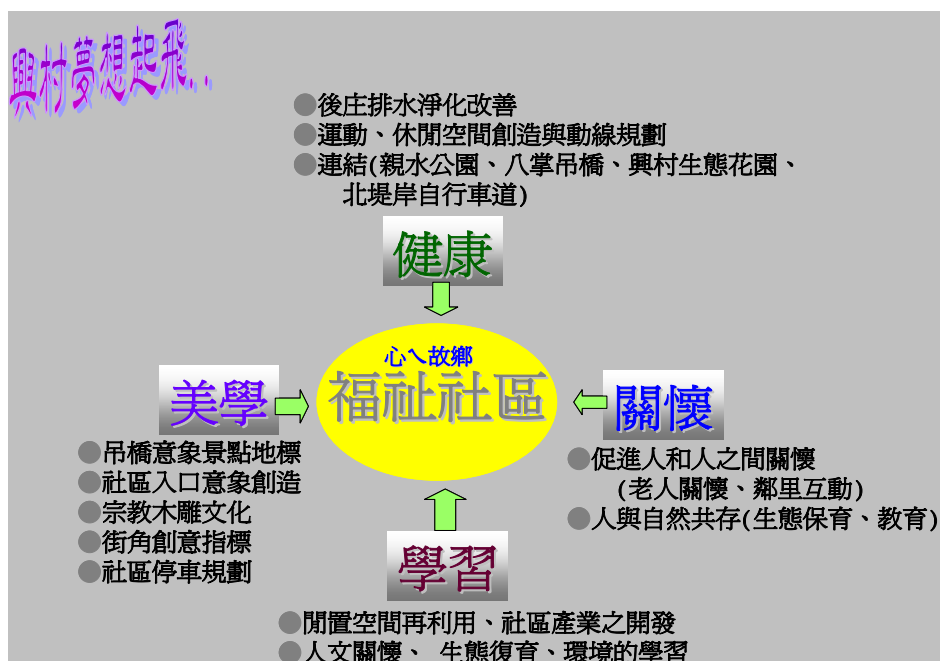 興村夢想起飛..
●後庄排水淨化改善
●運動、休閒空間創造與動線規劃
●連結(親水公園、八掌吊橋、興村生態花園、
北堤岸自行車道)
健康
心ㄟ故鄉
福祉社區
美學
●吊橋意象景點地標
●社區入口意象創造
●宗教木雕文化
●街角創意指標
●社區停車規劃
關懷
●促進人和人之間關懷
(老人關懷、鄰里互動)
●人與自然共存(生態保育、教育)
學習
●閒置空間再利用、社區產業之開發
●人文關懷、 生態復育、環境的學習